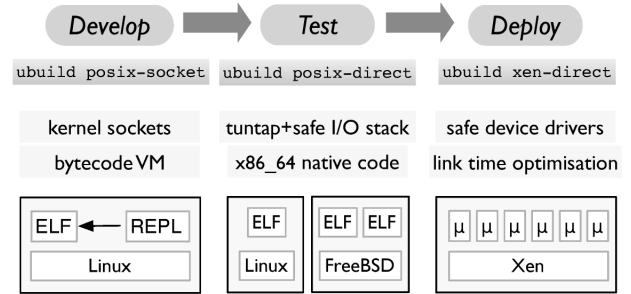 Develop Test Deploy
ubuild posix-socket ubuild posix-direct ubuild xen-direct
kernel sockets tuntap+safe I/O stack safe device drivers
bytecode VM x86_64 native code link time optimisation
ELF REPL ELF ELF ELF μ μ μ μ μ μ
Linux Linux FreeBSD Xen